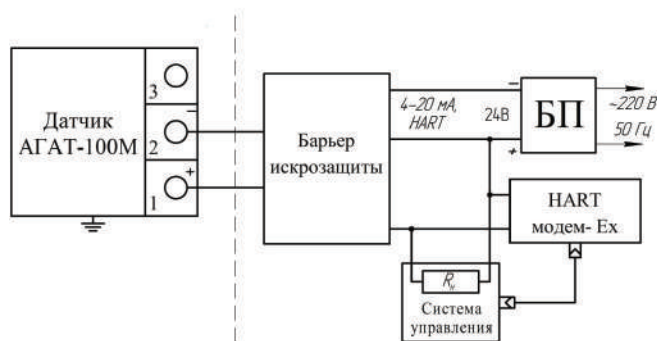 3
Датчик
АГАТ-100М
−
2
+
1
Барьер
искрозащиты
4-20 мА,
HART
−
24В
+
БП
~220 В
50 Гц
HART
модем- Ex
Rн
Система
управления